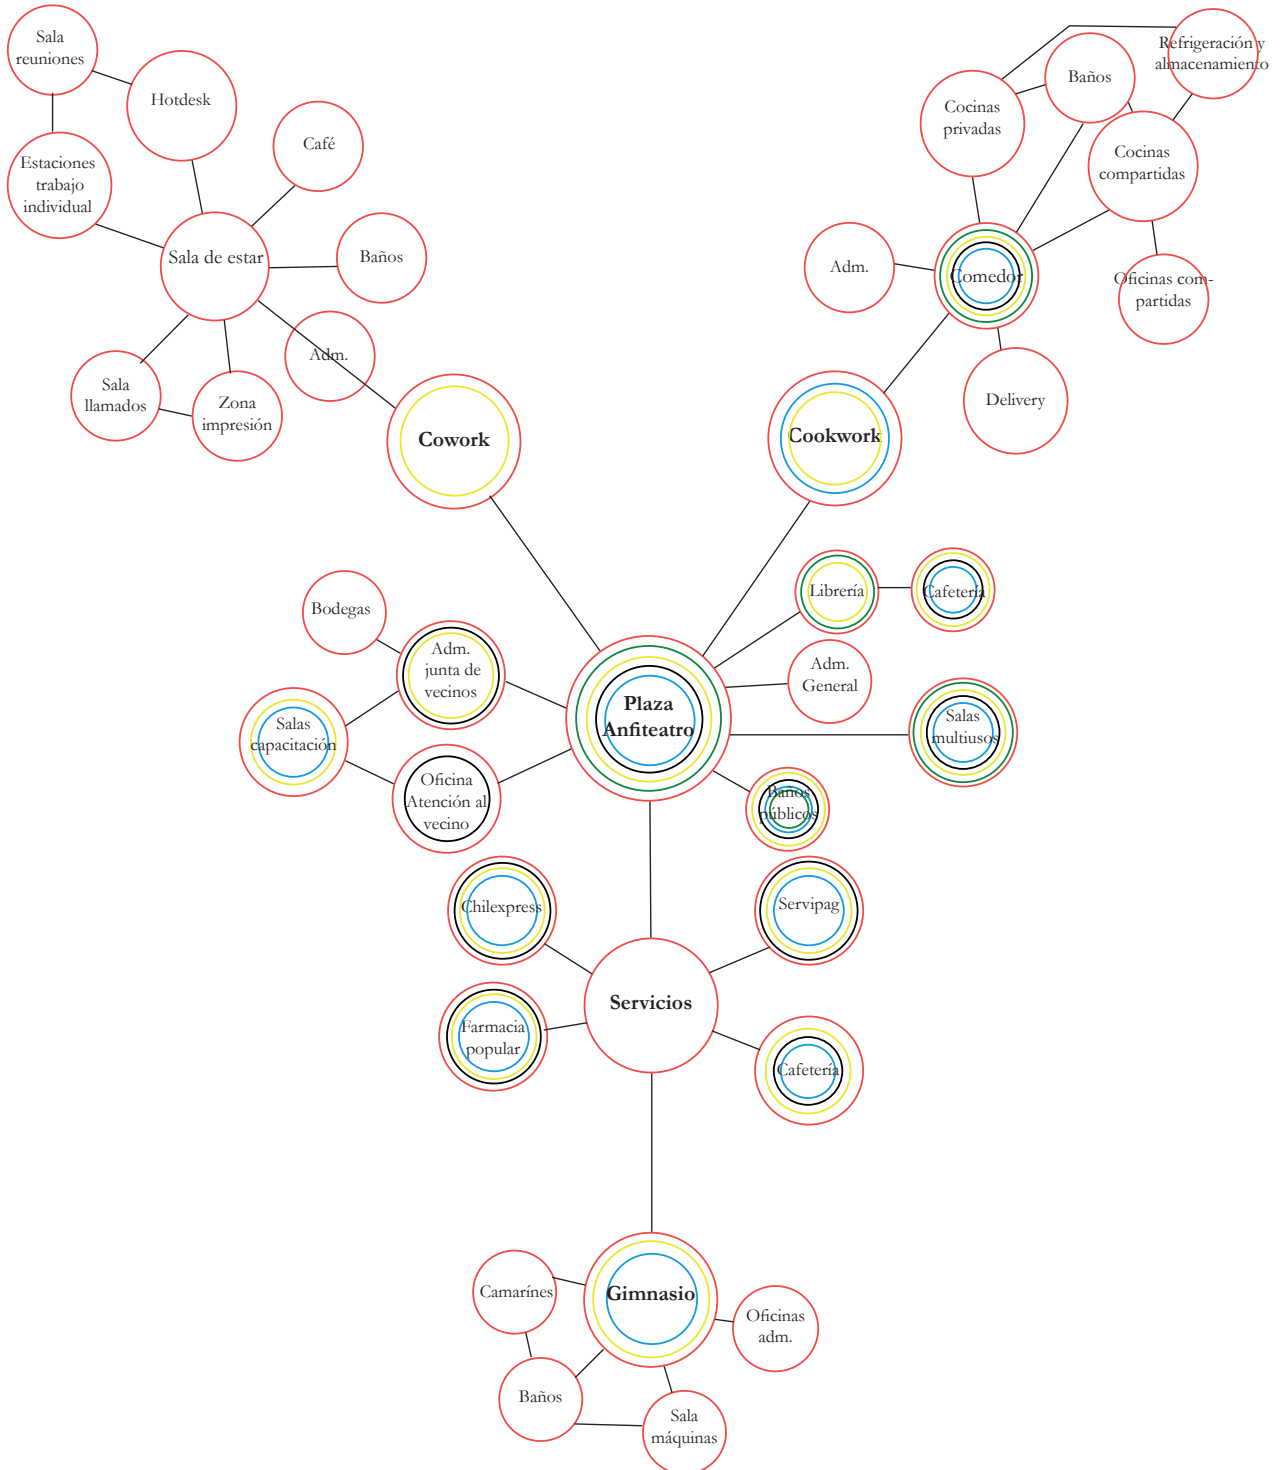 Sala
reuniones
Hotdesk
Café
Estaciones
trabajo
individual
Sala de estar
Baños
Adm.
Sala
llamados
Zona
impresión
Cowork
Refrigeración y
almacenamiento
Baños
Cocinas
privadas
Cocinas
compartidas
Adm.
Comedor
Oficinas com-
partidas
Delivery
Cookwork
Librería
Cafetería
Bodegas
Adm.
junta de
vecinos
Adm.
General
Plaza
Anfiteatro
Salas
capacitación
Salas
multiusos
Oficina
Atención al
vecino
Baños
públicos
Chilexpress
Servipag
Servicios
Farmacia
popular
Cafetería
Camarínes
Gimnasio
Oficinas
adm.
Baños
Sala
máquinas